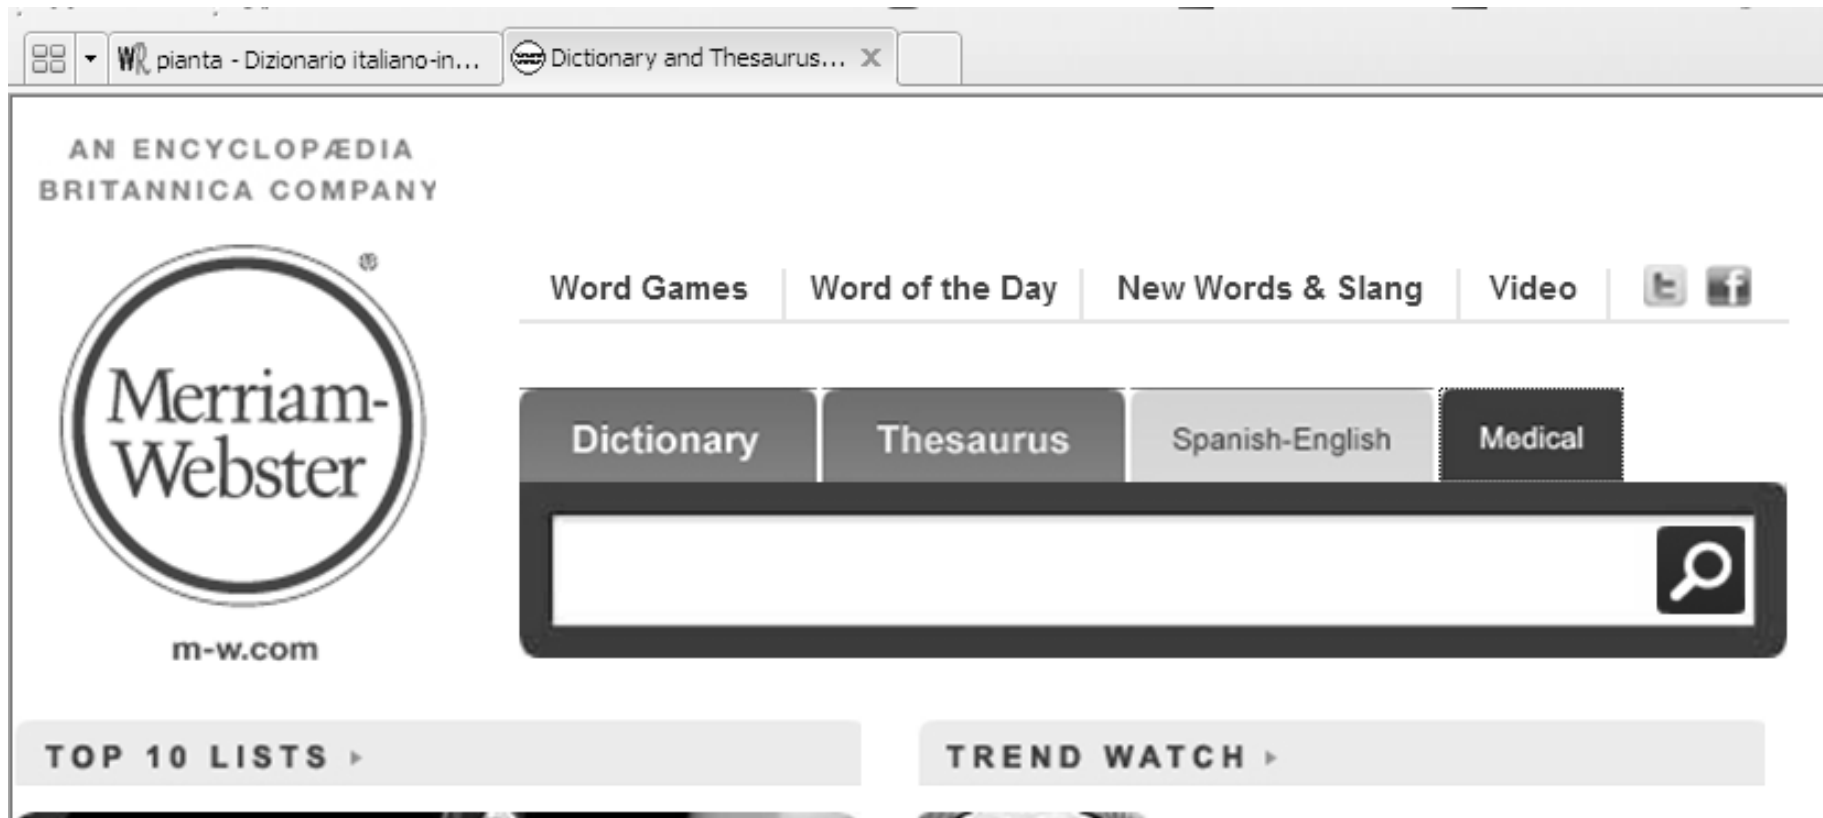 WR pianta - Dizionario italiano-in... Dictionary and Thesaurus... X
AN ENCYCLOPÆDIA
BRITANNICA COMPANY
®
Word Games Word of the Day New Words & Slang Video t f
Merriam-
Webster
Dictionary Thesaurus Spanish-English Medical
m-w.com
TOP 10 LISTS TREND WATCH